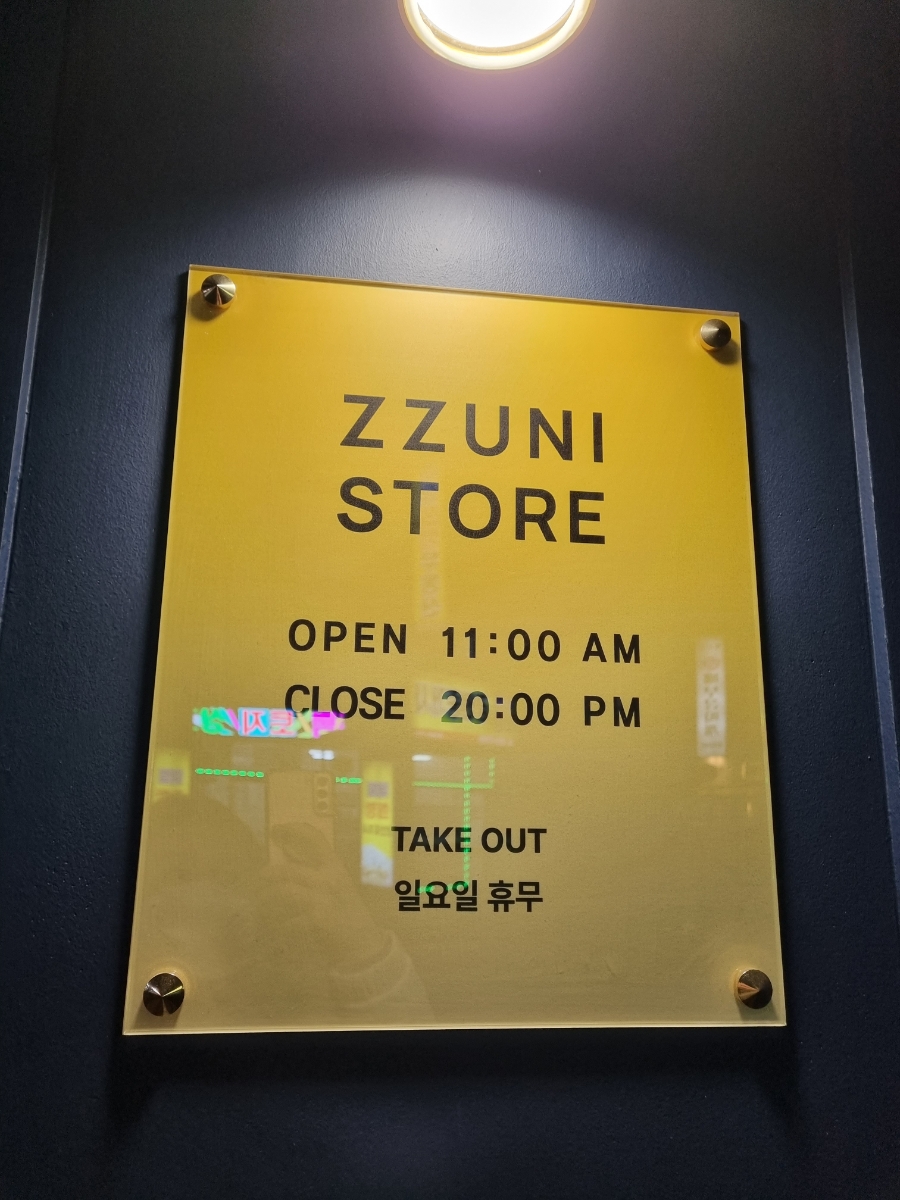 ZZUNI
STORE
OPEN 11:00 AM
CLOSE 20:00 PM
TAKE OUT
일요일 휴무